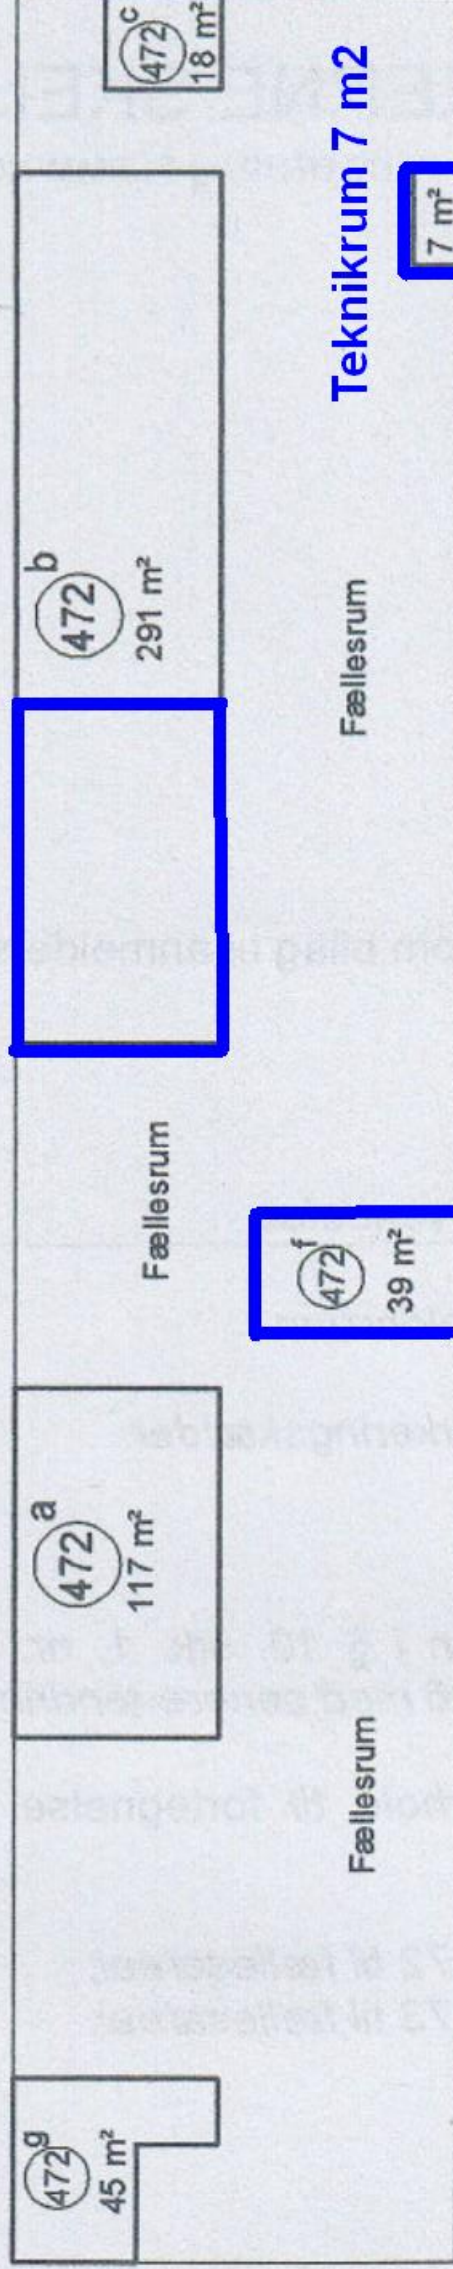 472 g
45 m²
472 a
117 m²
Fællesrum
Fællesrum
472 f
39 m²
472 b
291 m²
Fællesrum
Teknikrum 7 m2
7 m²
472 c
18 m²